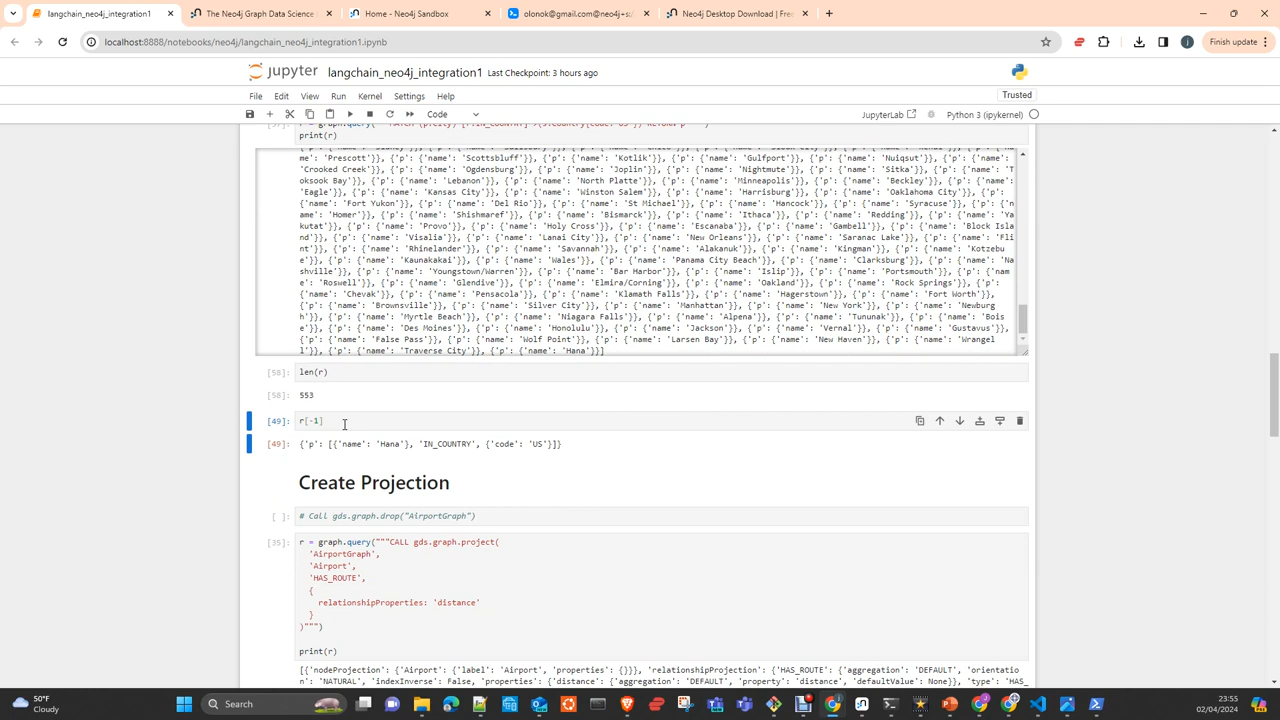 langchain_neo4j_integration1
The Neo4j Graph Data Science
Home - Neo4j Sandbox
olonok@gmail.com@neo4j+s:/
Neo4j Desktop Download | Free
localhost:8888/notebooks/neo4j/langchain_neo4j_integration1.ipynb
Finish update
jupyter langchain_neo4j_integration1 Last Checkpoint: 3 hours ago
File Edit View Run Kernel Settings Help
Trusted
Code
JupyterLab
Python 3 (ipykernel)
print(r)
me': 'Prescott'}}, {'p': {'name': 'Scottsbluff'}}, {'p': {'name': 'Kotlik'}}, {'p': {'name': 'Gulfport'}}, {'p': {'name': 'Nuiqsut'}}, {'p': {'name':
'Crooked Creek'}}, {'p': {'name': 'Ogdensburg'}}, {'p': {'name': 'Joplin'}}, {'p': {'name': 'Nightmute'}}, {'p': {'name': 'Sitka'}}, {'p': {'name': 'T
oksook Bay'}}, {'p': {'name': 'Lebanon'}}, {'p': {'name': 'North Platte'}}, {'p': {'name': 'Minneapolis'}}, {'p': {'name': 'Beckley'}}, {'p': {'name':
'Eagle'}}, {'p': {'name': 'Kansas City'}}, {'p': {'name': 'Winston Salem'}}, {'p': {'name': 'Harrisburg'}}, {'p': {'name': 'Oaklahoma City'}}, {'p': {'name':
'Fort Yukon'}}, {'p': {'name': 'Del Rio'}}, {'p': {'name': 'St Michael'}}, {'p': {'name': 'Hancock'}}, {'p': {'name': 'Syracuse'}}, {'p': {'na
me': 'Homer'}}, {'p': {'name': 'Shishmaref'}}, {'p': {'name': 'Bismarck'}}, {'p': {'name': 'Ithaca'}}, {'p': {'name': 'Redding'}}, {'p': {'name': 'Ya
kutat'}}, {'p': {'name': 'Provo'}}, {'p': {'name': 'Holy Cross'}}, {'p': {'name': 'Escanaba'}}, {'p': {'name': 'Gambell'}}, {'p': {'name': 'Block Isla
nd'}}, {'p': {'name': 'Visalia'}}, {'p': {'name': 'Lanai City'}}, {'p': {'name': 'New Orleans'}}, {'p': {'name': 'Saranac Lake'}}, {'p': {'name': 'Fli
nt'}}, {'p': {'name': 'Rhinelander'}}, {'p': {'name': 'Savannah'}}, {'p': {'name': 'Alakanuk'}}, {'p': {'name': 'Kingman'}}, {'p': {'name': 'Kotzebu
e'}}, {'p': {'name': 'Kaunakakai'}}, {'p': {'name': 'Wales'}}, {'p': {'name': 'Panama City Beach'}}, {'p': {'name': 'Clarksburg'}}, {'p': {'name': 'Na
shville'}}, {'p': {'name': 'Youngstown/Warren'}}, {'p': {'name': 'Bar Harbor'}}, {'p': {'name': 'Islip'}}, {'p': {'name': 'Portsmouth'}}, {'p': {'name':
'Roswell'}}, {'p': {'name': 'Glendive'}}, {'p': {'name': 'Elmira/Corning'}}, {'p': {'name': 'Oakland'}}, {'p': {'name': 'Rock Springs'}}, {'p': {'name':
'Chevak'}}, {'p': {'name': 'Pensacola'}}, {'p': {'name': 'Klamath Falls'}}, {'p': {'name': 'Hagerstown'}}, {'p': {'name': 'Fort Worth'}},
{'p': {'name': 'Brownsville'}}, {'p': {'name': 'Silver City'}}, {'p': {'name': 'Manhattan'}}, {'p': {'name': 'New York'}}, {'p': {'name': 'Newburg
h'}}, {'p': {'name': 'Myrtle Beach'}}, {'p': {'name': 'Niagara Falls'}}, {'p': {'name': 'Alpena'}}, {'p': {'name': 'Tununak'}}, {'p': {'name': 'Bois
e'}}, {'p': {'name': 'Des Moines'}}, {'p': {'name': 'Honolulu'}}, {'p': {'name': 'Jackson'}}, {'p': {'name': 'Vernal'}}, {'p': {'name': 'Gustavus'}},
{'p': {'name': 'False Pass'}}, {'p': {'name': 'Wolf Point'}}, {'p': {'name': 'Larsen Bay'}}, {'p': {'name': 'New Haven'}}, {'p': {'name': 'Wrangel
l'}}, {'p': {'name': 'Traverse City'}}, {'p': {'name': 'Hana'}}]
[58]: len(r)
[58]: 553
[49]: r[-1]
[49]: {'p': [{'name': 'Hana'}, 'IN_COUNTRY', {'code': 'US'}]}
Create Projection
[ ]: # Call gds.graph.drop("AirportGraph")
[35]: r = graph.query("""CALL gds.graph.project(
'AirportGraph',
'Airport',
'HAS_ROUTE',
{
relationshipProperties: 'distance'
}
)""")
print(r)
[{'nodeProjection': {'Airport': {'label': 'Airport', 'properties': {}}}, 'relationshipProjection': {'HAS_ROUTE': {'aggregation': 'DEFAULT', 'orientatio
n': 'NATURAL', 'indexInverse': False, 'properties': {'distance': {'aggregation': 'DEFAULT', 'property': 'distance', 'defaultValue': None}}, 'type': 'HAS_
50°F
Cloudy
Search
23:55
02/04/2024